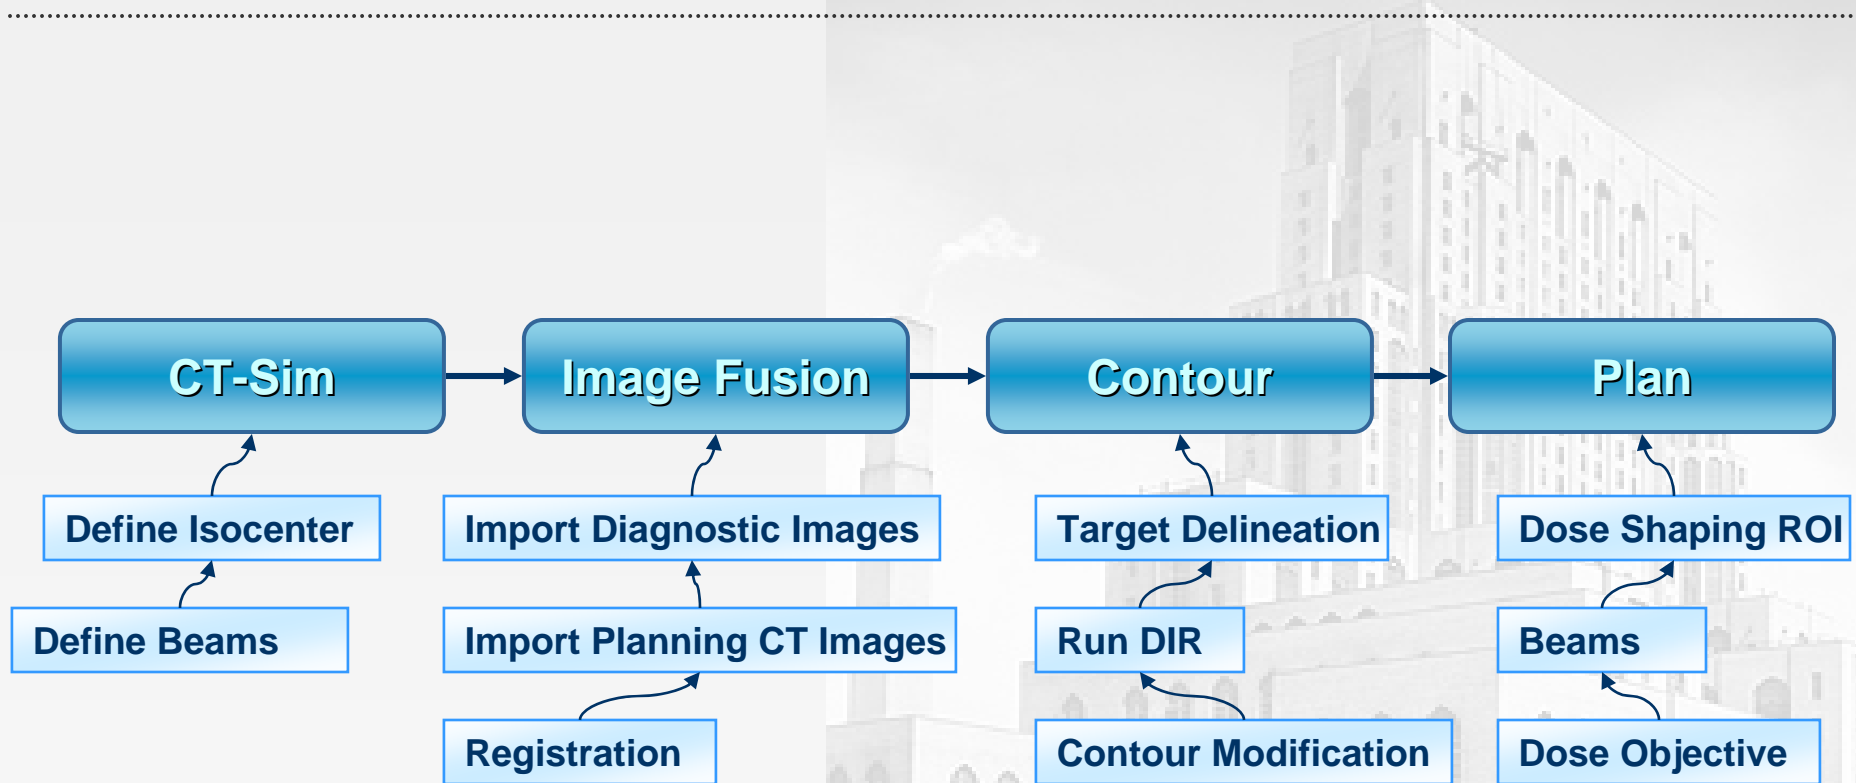 CT-Sim
Image Fusion
Contour
Plan
Define Isocenter
Import Diagnostic Images
Target Delineation
Dose Shaping ROI
Define Beams
Import Planning CT Images
Run DIR
Beams
Registration
Contour Modification
Dose Objective